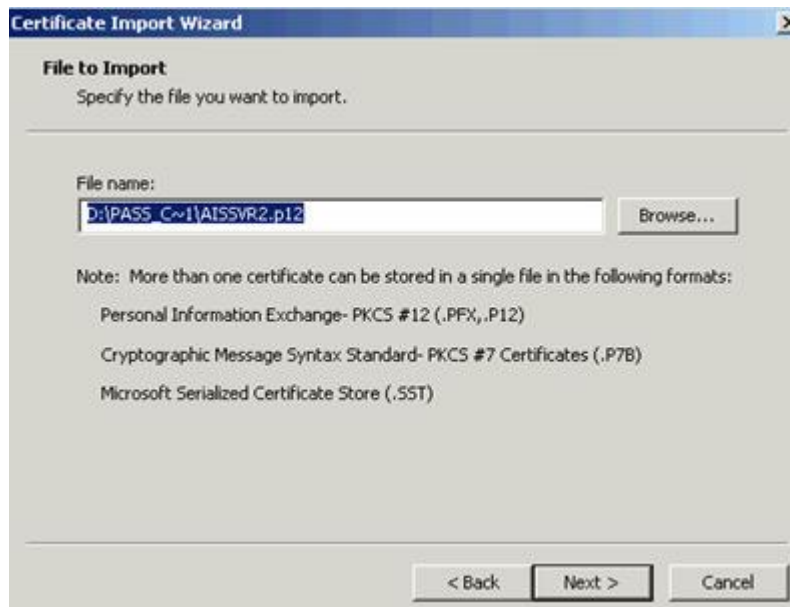 Certificate Import Wizard
File to Import
Specify the file you want to import.
File name:
D:\PASS_C~1\AISSVR2.p12
Browse...
Note: More than one certificate can be stored in a single file in the following formats:
Personal Information Exchange- PKCS #12 (.PFX,.P12)
Cryptographic Message Syntax Standard- PKCS #7 Certificates (.P7B)
Microsoft Serialized Certificate Store (.SST)
< Back
Next >
Cancel